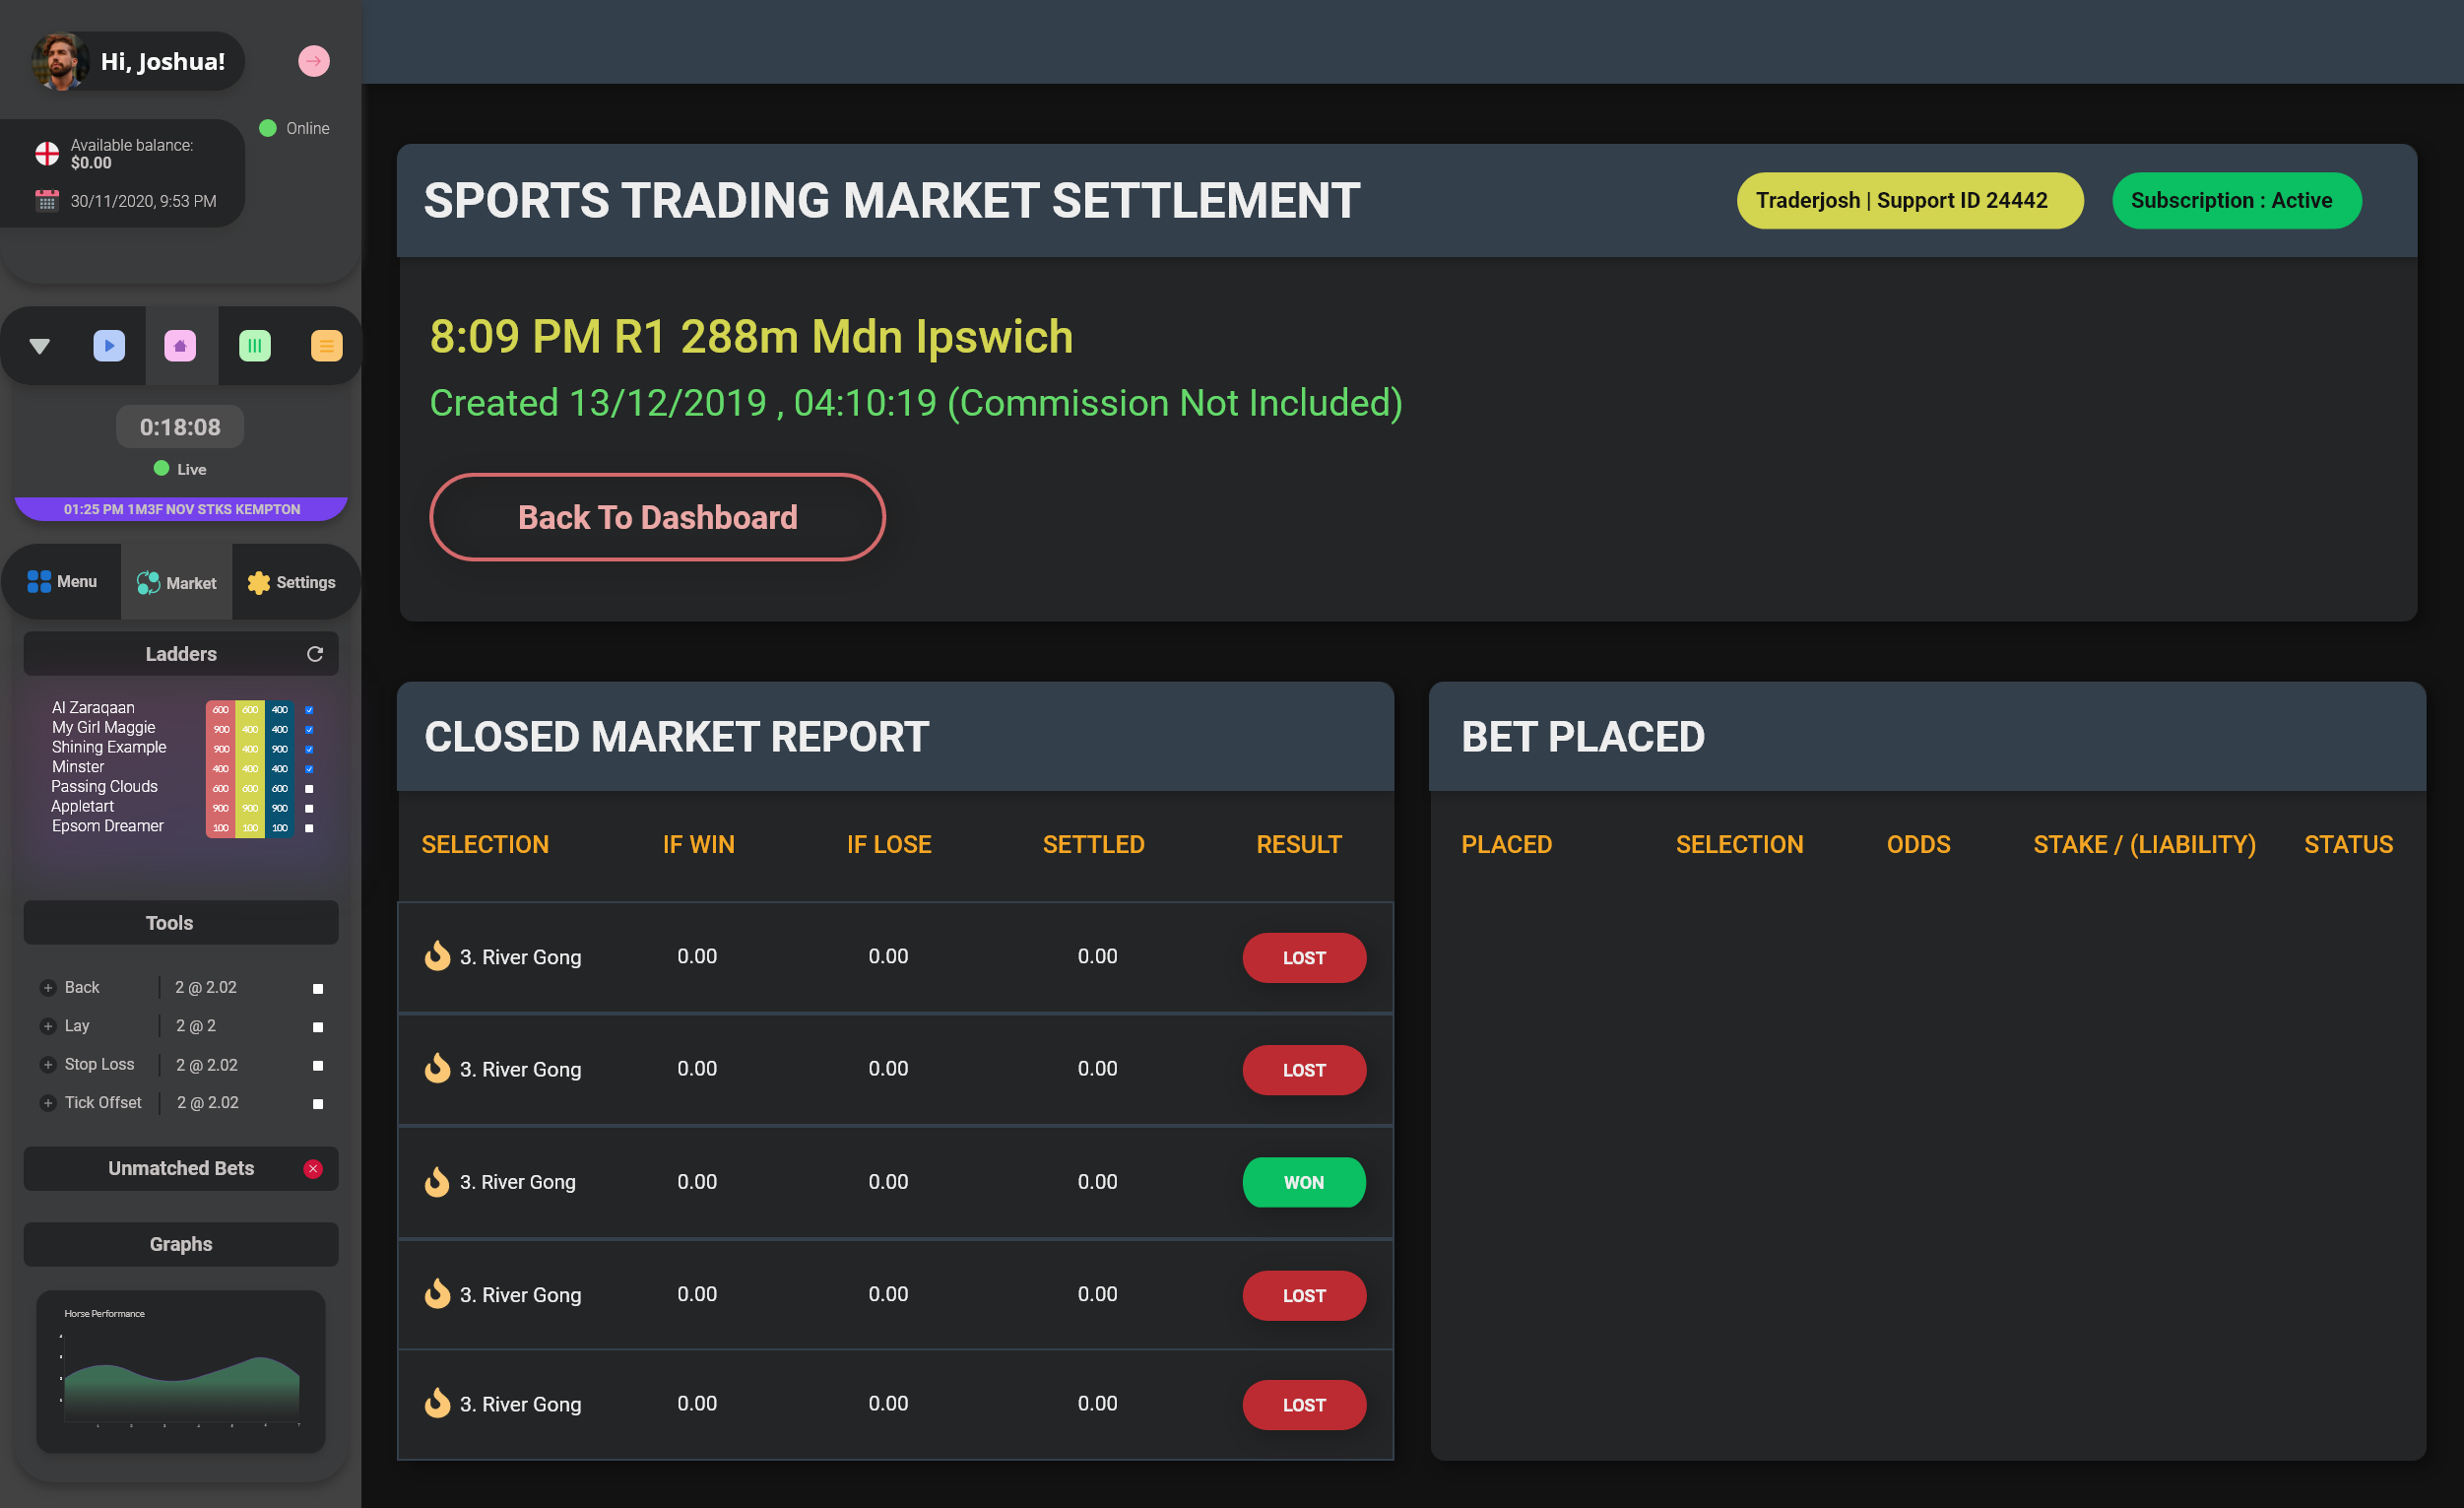 Hi, Joshua!
Online
Available balance:
$0.00
30/11/2020, 9:53 PM
0:18:08
Live
01:25 PM 1M3F NOV STKS KEMPTON
Menu
Market
Settings
Ladders
Al Zaraqaan 600 600 400
My Girl Maggie 900 400 400
Shining Example 900 400 900
Minster 400 400 400
Passing Clouds 600 600 600
Appletart 900 900 900
Epsom Dreamer 100 100 100
Tools
Back 2 @ 2.02
Lay 2 @ 2
Stop Loss 2 @ 2.02
Tick Offset 2 @ 2.02
Unmatched Bets
Graphs
Horse Performance
SPORTS TRADING MARKET SETTLEMENT
Traderjosh | Support ID 24442
Subscription : Active
8:09 PM R1 288m Mdn Ipswich
Created 13/12/2019 , 04:10:19 (Commission Not Included)
Back To Dashboard
CLOSED MARKET REPORT
SELECTION IF WIN IF LOSE SETTLED RESULT
3. River Gong 0.00 0.00 0.00 LOST
3. River Gong 0.00 0.00 0.00 LOST
3. River Gong 0.00 0.00 0.00 WON
3. River Gong 0.00 0.00 0.00 LOST
3. River Gong 0.00 0.00 0.00 LOST
BET PLACED
PLACED SELECTION ODDS STAKE / (LIABILITY) STATUS